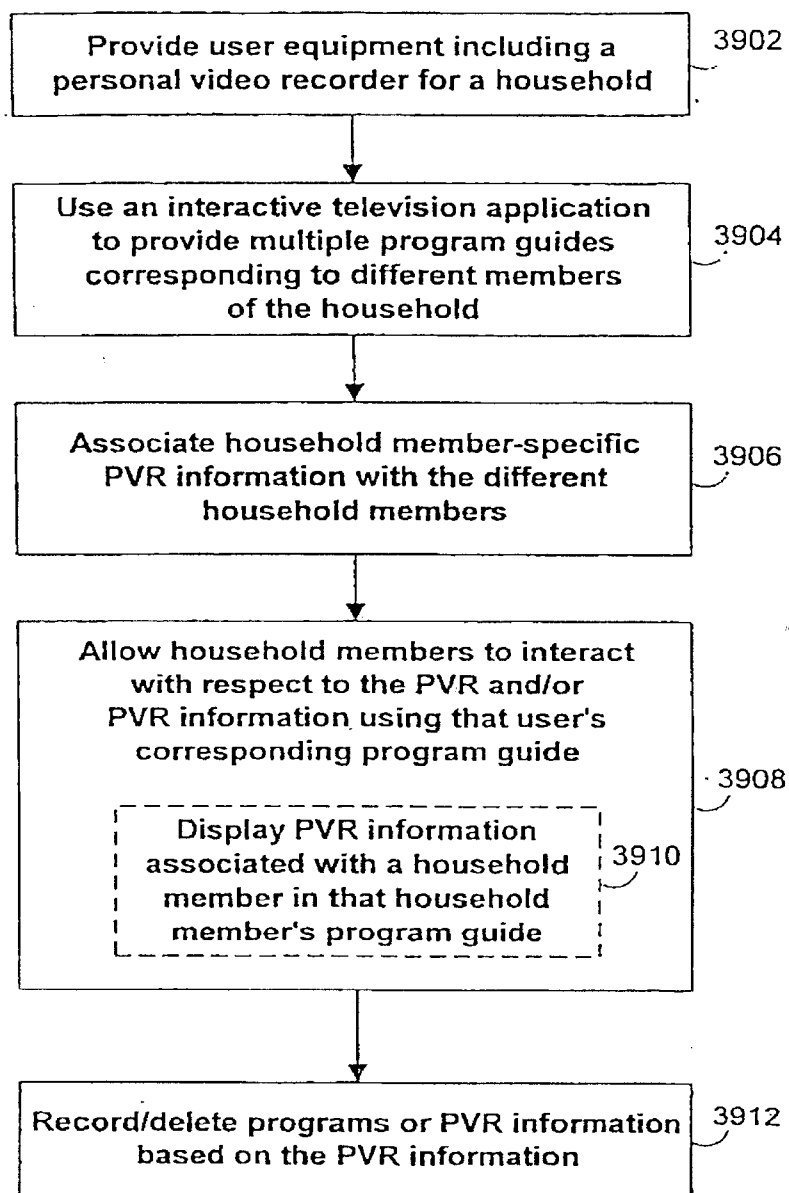 Provide user equipment including a
personal video recorder for a household
3902
Use an interactive television application
to provide multiple program guides
corresponding to different members
of the household
3904
Associate household member-specific
PVR information with the different
household members
3906
Allow household members to interact
with respect to the PVR and/or
PVR information using that user's
corresponding program guide
3908
Display PVR information
associated with a household
member in that household
member's program guide
3910
Record/delete programs or PVR information
based on the PVR information
3912